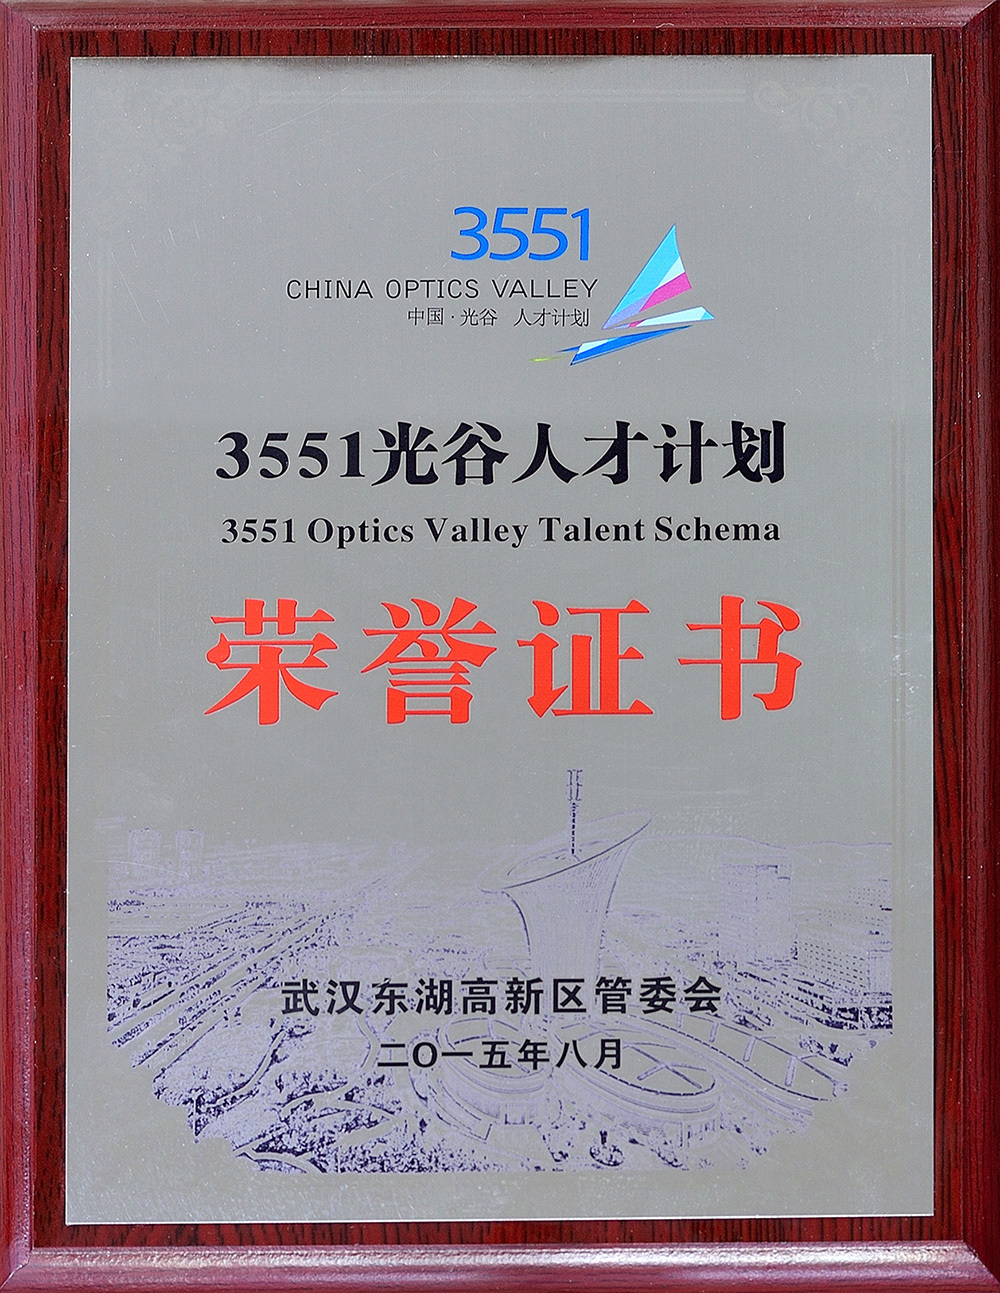 3551
CHINA OPTICS VALLEY
中国·光谷 人才计划
3551光谷人才计划
3551 Optics Valley Talent Schema
荣誉证书
武汉东湖高新区管委会
二〇一五年八月